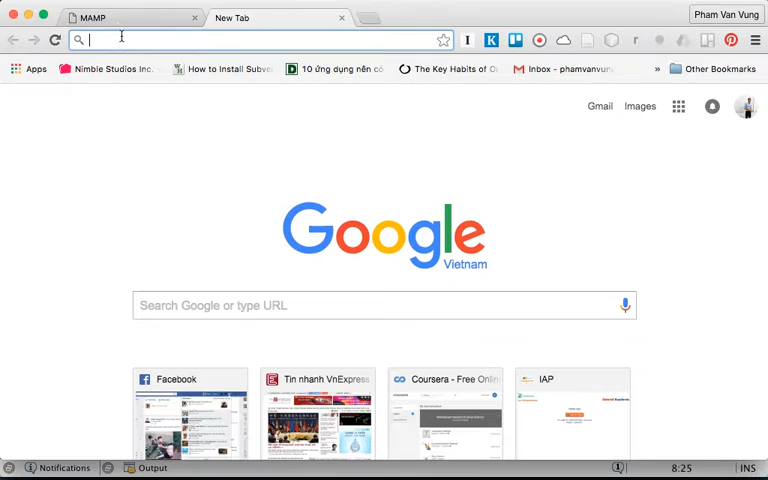 MAMP
New Tab
Pham Van Vung
Apps
Nimble Studios Inc.
How to Install Subve
10 ứng dụng nên có
The Key Habits of O
Inbox - phamvanvung
Other Bookmarks
Gmail
Images
Google
Vietnam
Search Google or type URL
Facebook
Tin nhanh VnExpress
Coursera - Free Onlin
IAP
Notifications
Output
8:25
INS